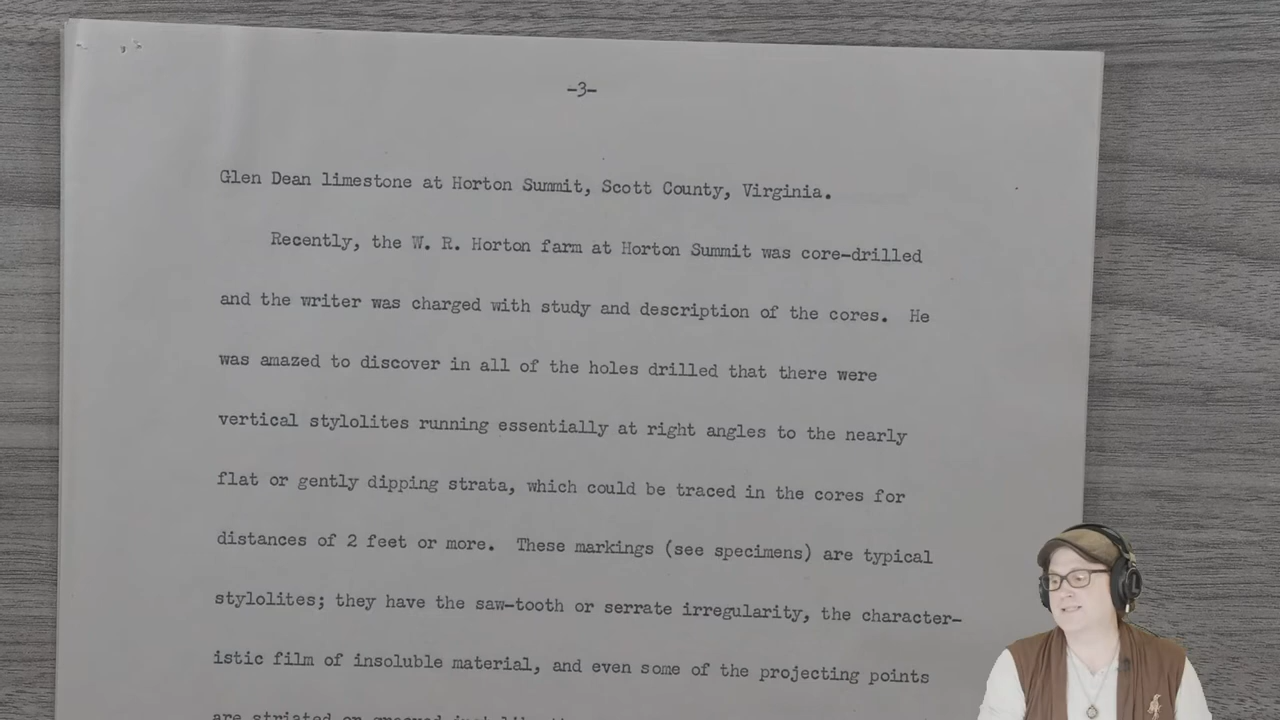 -3-
Glen Dean limestone at Horton Summit, Scott County, Virginia.
Recently, the W. R. Horton farm at Horton Summit was core-drilled
and the writer was charged with study and description of the cores.  He
was amazed to discover in all of the holes drilled that there were
vertical stylolites running essentially at right angles to the nearly
flat or gently dipping strata, which could be traced in the cores for
distances of 2 feet or more.  These markings (see specimens) are typical
stylolites; they have the saw-tooth or serrate irregularity, the character-
istic film of insoluble material, and even some of the projecting points
are striated or grooved just